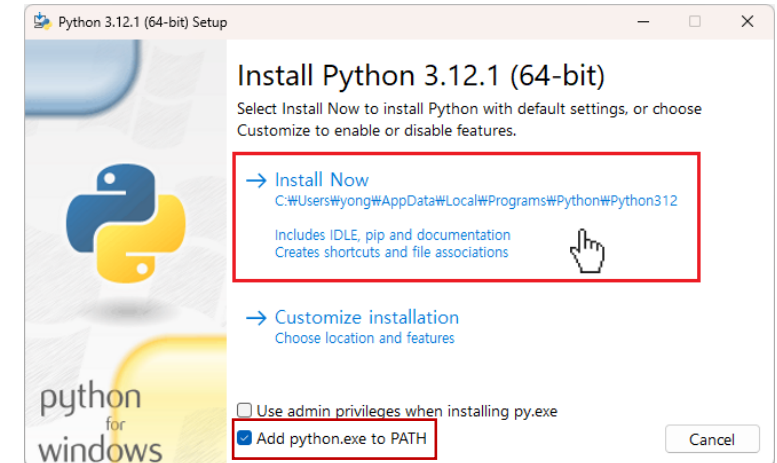 Python 3.12.1 (64-bit) Setup
Install Python 3.12.1 (64-bit)
Select Install Now to install Python with default settings, or choose
Customize to enable or disable features.
→ Install Now
C:₩Users₩yong₩AppData₩Local₩Programs₩Python₩Python312
Includes IDLE, pip and documentation
Creates shortcuts and file associations
→ Customize installation
Choose location and features
python
for
windows
Use admin privileges when installing py.exe
Add python.exe to PATH
Cancel